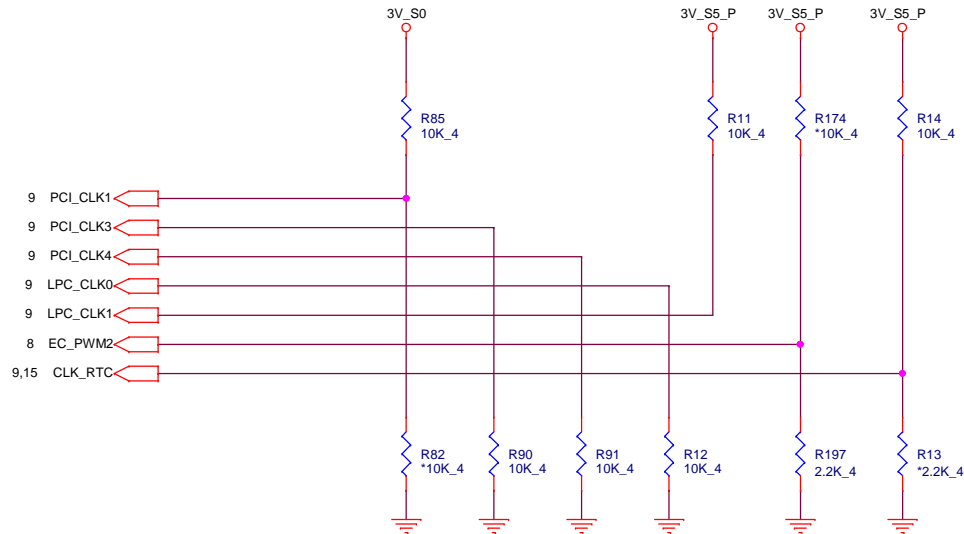 3V_S0 3V_S5_P 3V_S5_P 3V_S5_P
R85 R11 R174 R14
10K_4 10K_4 *10K_4 10K_4
9 PCI_CLK1
9 PCI_CLK3
9 PCI_CLK4
9 LPC_CLK0
9 LPC_CLK1
8 EC_PWM2
9,15 CLK_RTC
R82 R90 R91 R12 R197 R13
*10K_4 10K_4 10K_4 10K_4 2.2K_4 *2.2K_4